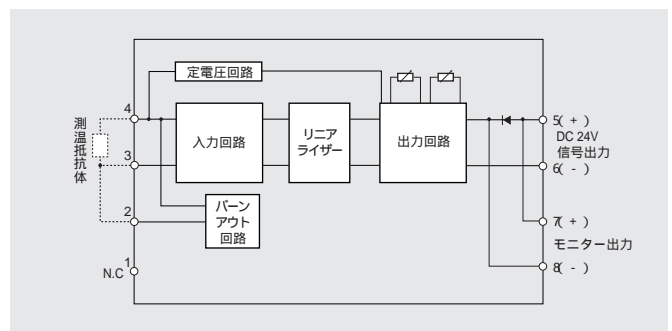 定電圧回路
4
測温抵抗体
3
2
1
N.C
入力回路
リニア
ライザー
出力回路
バーン
アウト
回路
5( + )
DC 24V
信号出力
6( - )
7( + )
モニター出力
8( - )